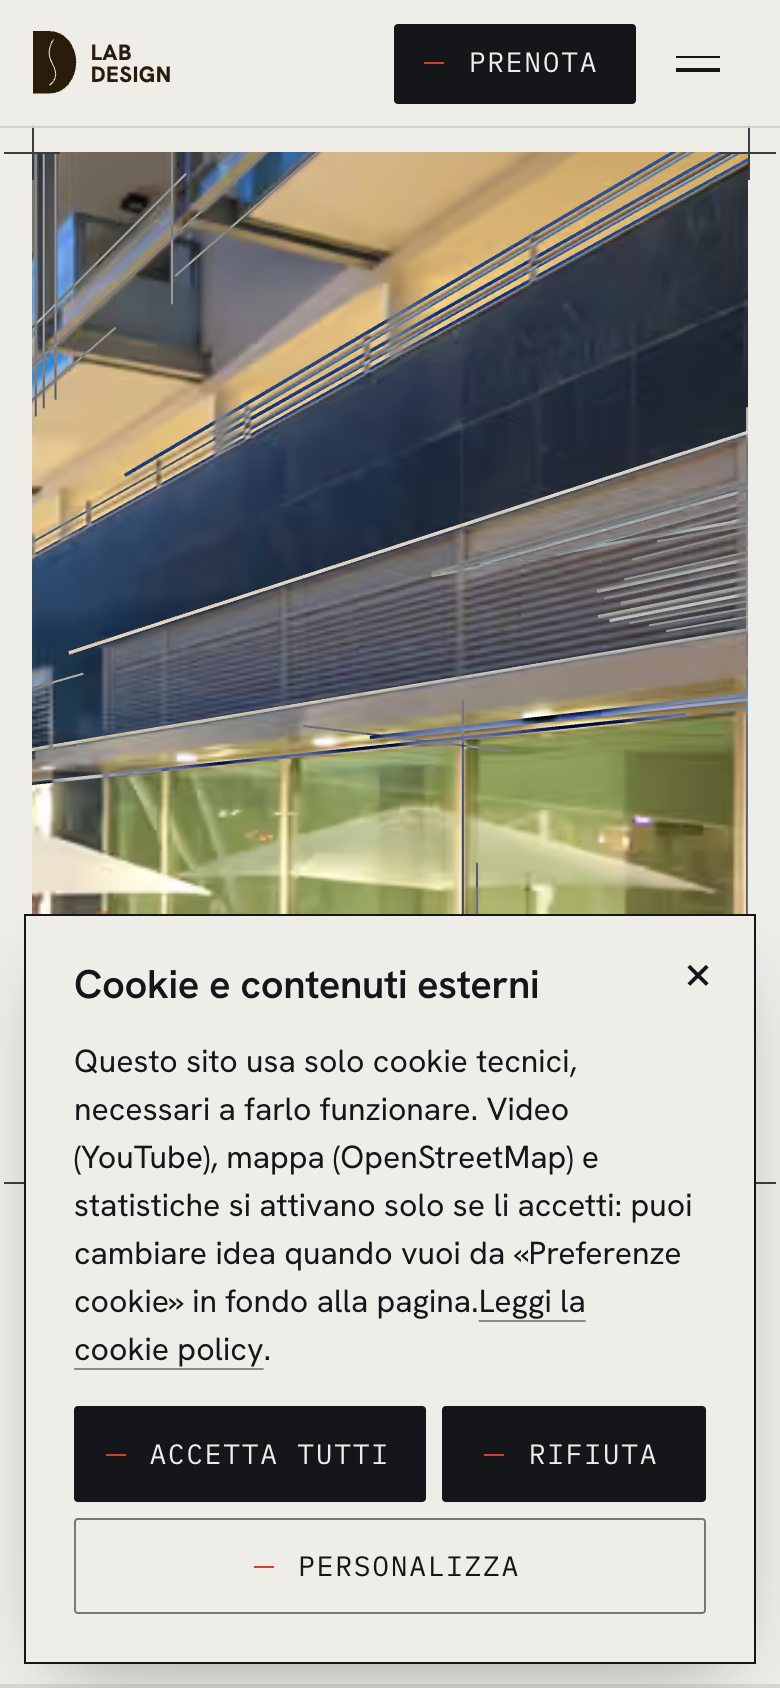 LAB
DESIGN
PRENOTA
Cookie e contenuti esterni
Questo sito usa solo cookie tecnici,
necessari a farlo funzionare. Video
(YouTube), mappa (OpenStreetMap) e
statistiche si attivano solo se li accetti: puoi
cambiare idea quando vuoi da «Preferenze
cookie» in fondo alla pagina.Leggi la
cookie policy.
ACCETTA TUTTI
RIFIUTA
PERSONALIZZA